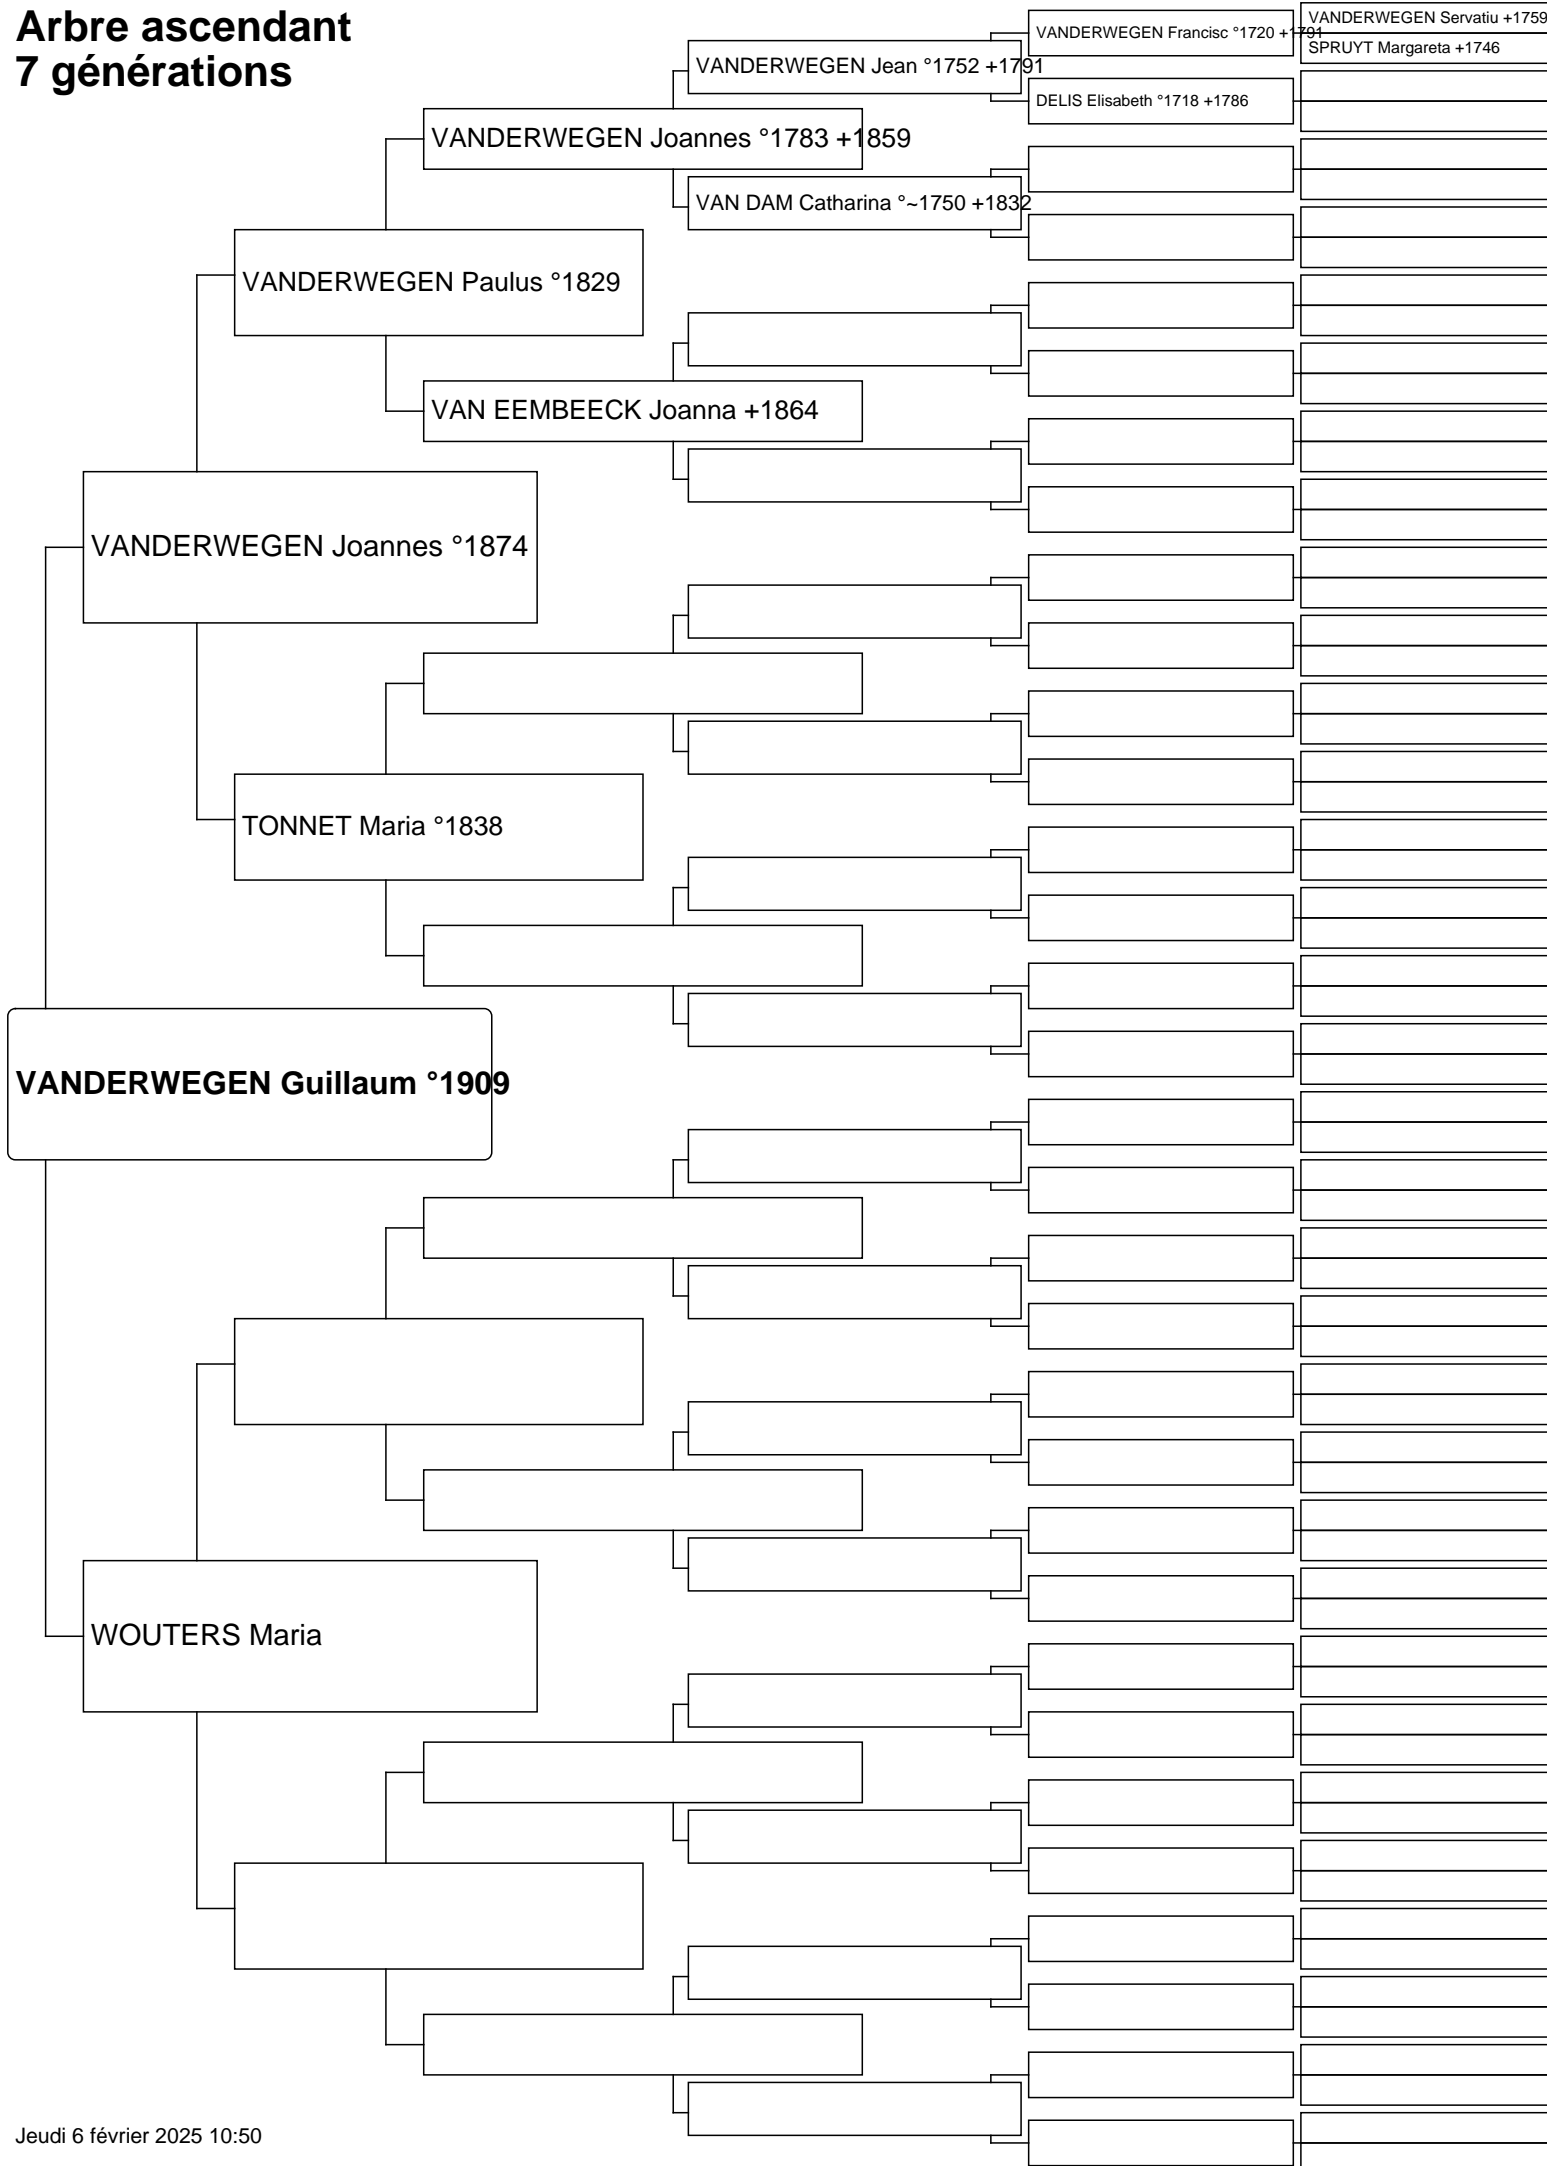 Arbre ascendant
7 générations
VANDERWEGEN Servatiu +1759
VANDERWEGEN Francisc °1720 +1791
SPRUYT Margareta +1746
VANDERWEGEN Jean °1752 +1791
DELIS Elisabeth °1718 +1786
VANDERWEGEN Joannes °1783 +1859
VAN DAM Catharina °~1750 +1832
VANDERWEGEN Paulus °1829
VAN EEMBEECK Joanna +1864
VANDERWEGEN Joannes °1874
TONNET Maria °1838
VANDERWEGEN Guillaum °1909
WOUTERS Maria
Jeudi 6 février 2025 10:50